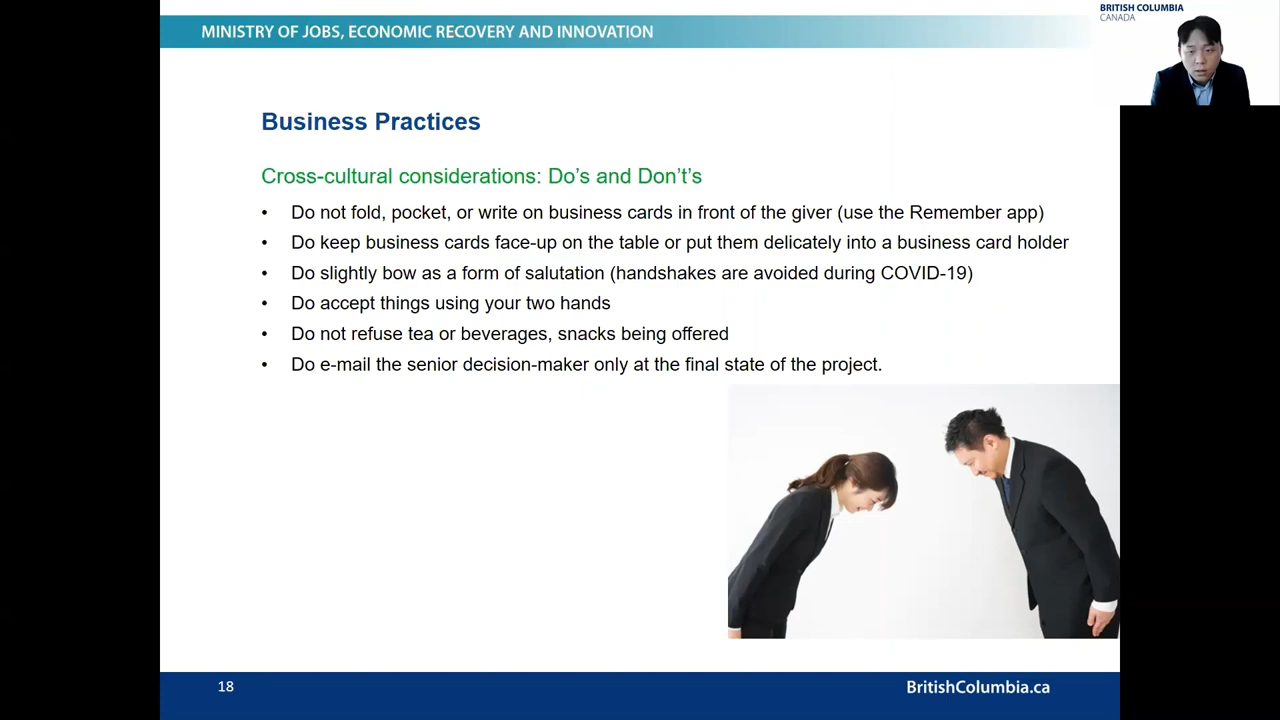 BRITISH COLUMBIA
CANADA
MINISTRY OF JOBS, ECONOMIC RECOVERY AND INNOVATION
Business Practices
Cross-cultural considerations: Do's and Don't's
• Do not fold, pocket, or write on business cards in front of the giver (use the Remember app)
• Do keep business cards face-up on the table or put them delicately into a business card holder
• Do slightly bow as a form of salutation (handshakes are avoided during COVID-19)
• Do accept things using your two hands
• Do not refuse tea or beverages, snacks being offered
• Do e-mail the senior decision-maker only at the final state of the project.
18
BritishColumbia.ca